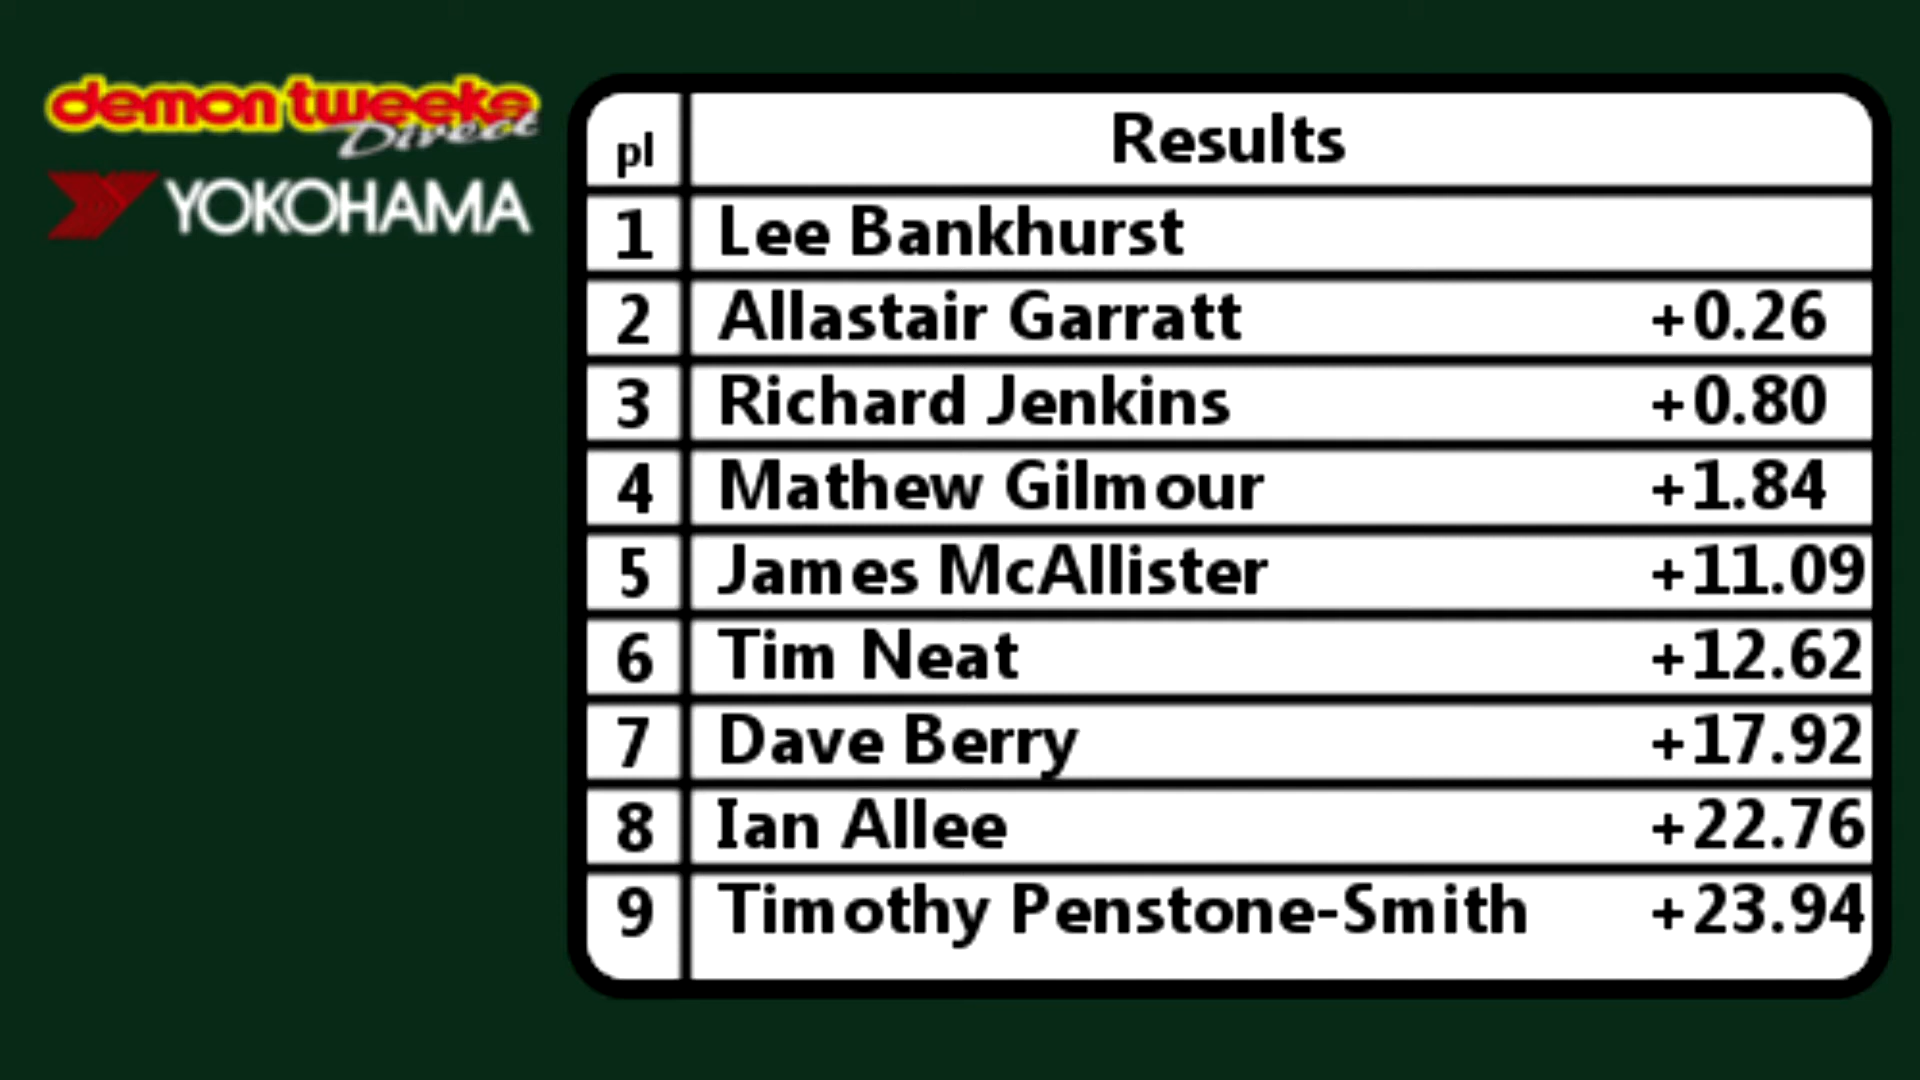 demon tweeks
Direct
YOKOHAMA
pl Results
1 Lee Bankhurst
2 Allastair Garratt +0.26
3 Richard Jenkins +0.80
4 Mathew Gilmour +1.84
5 James McAllister +11.09
6 Tim Neat +12.62
7 Dave Berry +17.92
8 Ian Allee +22.76
9 Timothy Penstone-Smith +23.94